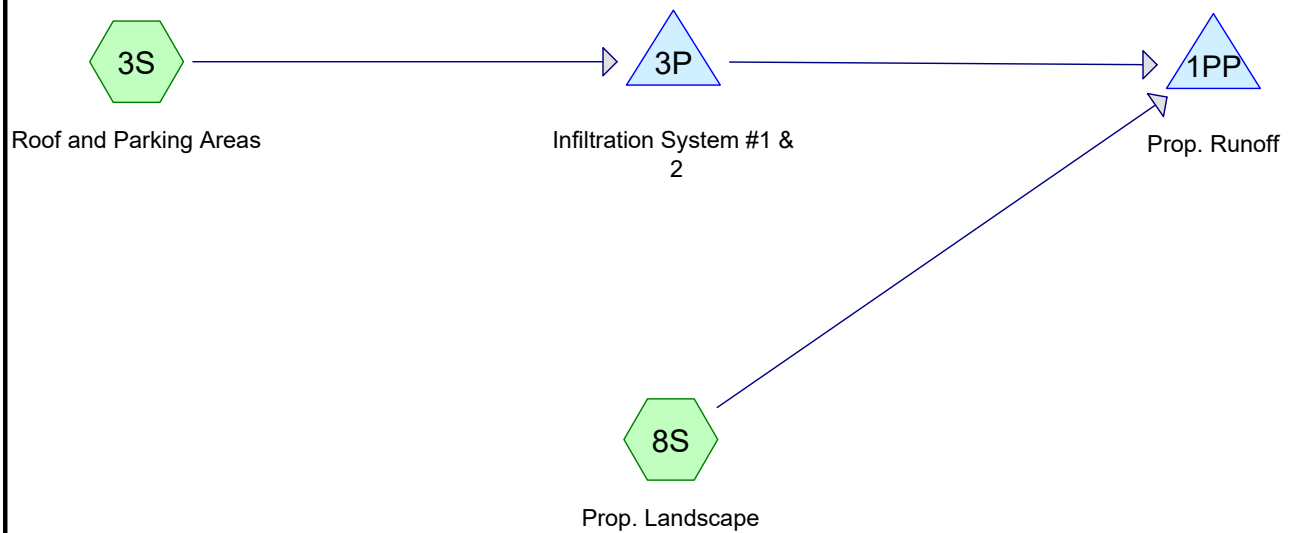 3S
3P
1PP
Roof and Parking Areas
Infiltration System #1 &
2
Prop. Runoff
8S
Prop. Landscape